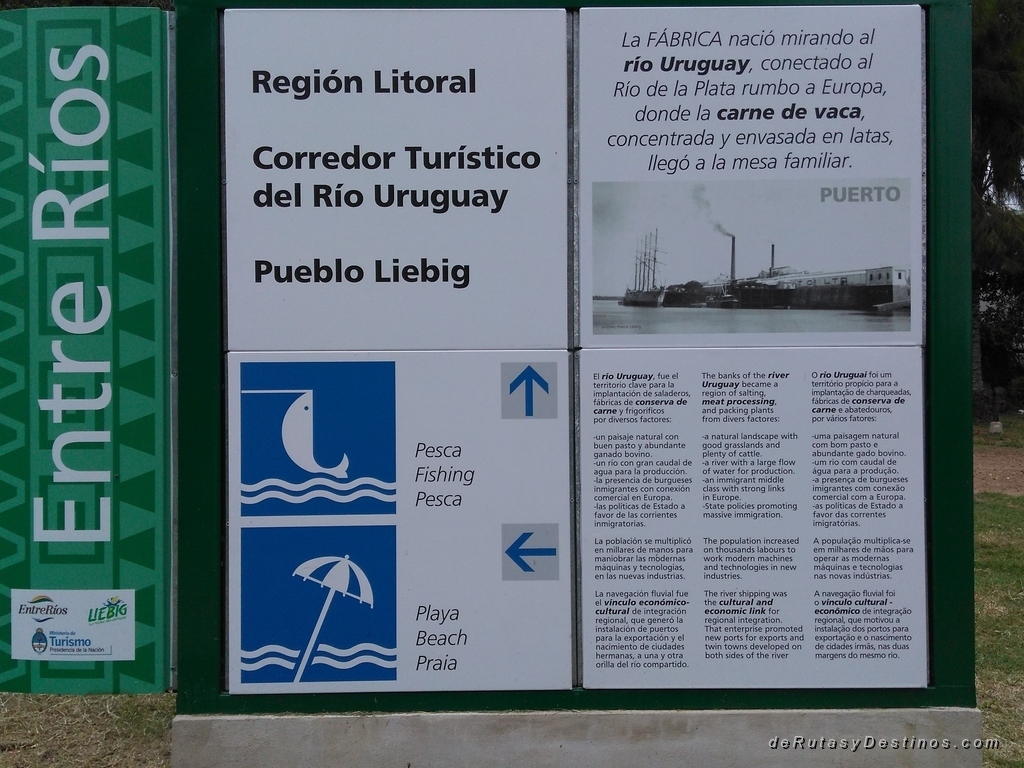 Entre Ríos
EntreRíos
LIEBIG
Ministerio de
Turismo
Presidencia de la Nación
Región Litoral
Corredor Turístico
del Río Uruguay
Pueblo Liebig
Pesca
Fishing
Pesca
Playa
Beach
Praia
La FÁBRICA nació mirando al
río Uruguay, conectado al
Río de la Plata rumbo a Europa,
donde la carne de vaca,
concentrada y envasada en latas,
llegó a la mesa familiar.
PUERTO
El río Uruguay, fue el
territorio clave para la
implantación de saladeros,
fábricas de conserva de
carne y frigoríficos
por diversos factores:
-un paisaje natural con
buen pasto y abundante
ganado bovino.
-un río con gran caudal de
agua para la producción.
-la presencia de burgueses
inmigrantes con conexión
comercial en Europa.
-las políticas de Estado a
favor de las corrientes
inmigratorias.
La población se multiplicó
en millares de manos para
maniobrar las modernas
máquinas y tecnologías,
en las nuevas industrias.
La navegación fluvial fue
el vínculo económico-
cultural de integración
regional, que generó la
instalación de puertos
para la exportación y el
nacimiento de ciudades
hermanas, a una y otra
orilla del río compartido.
The banks of the river
Uruguay became a
region of salting,
meat processing,
and packing plants
from divers factores:
-a natural landscape with
good grasslands and
plenty of cattle.
-a river with a large flow
of water for production.
-an immigrant middle
class with strong links
in Europe.
-State policies promoting
massive immigration.
The population increased
on thousands labours to
work modern machines
and technologies in new
industries.
The river shipping was
the cultural and
economic link for
regional integration.
That enterprise promoted
new ports for exports and
twin towns developed on
both sides of the river
O río Uruguai foi um
território propício para a
implantação de charqueadas,
fábricas de conserva de
carne e abatedouros,
por vários fatores:
-uma paisagem natural
com bom pasto e
abundante gado bovino.
-um rio com caudal de
água para a produção.
-a presença de burgueses
imigrantes com conexão
comercial com a Europa.
-as políticas de Estado a
favor das correntes
imigratórias.
A população multiplica-se
em milhares de mãos para
operar as modernas
máquinas e tecnologias
nas novas indústrias.
A navegação fluvial foi
o vínculo cultural -
econômico de integração
regional, que motivou a
instalação dos portos para
exportação e o nascimento
de cidades irmás, nas duas
margens do mesmo rio.
deRutasyDestinos.com